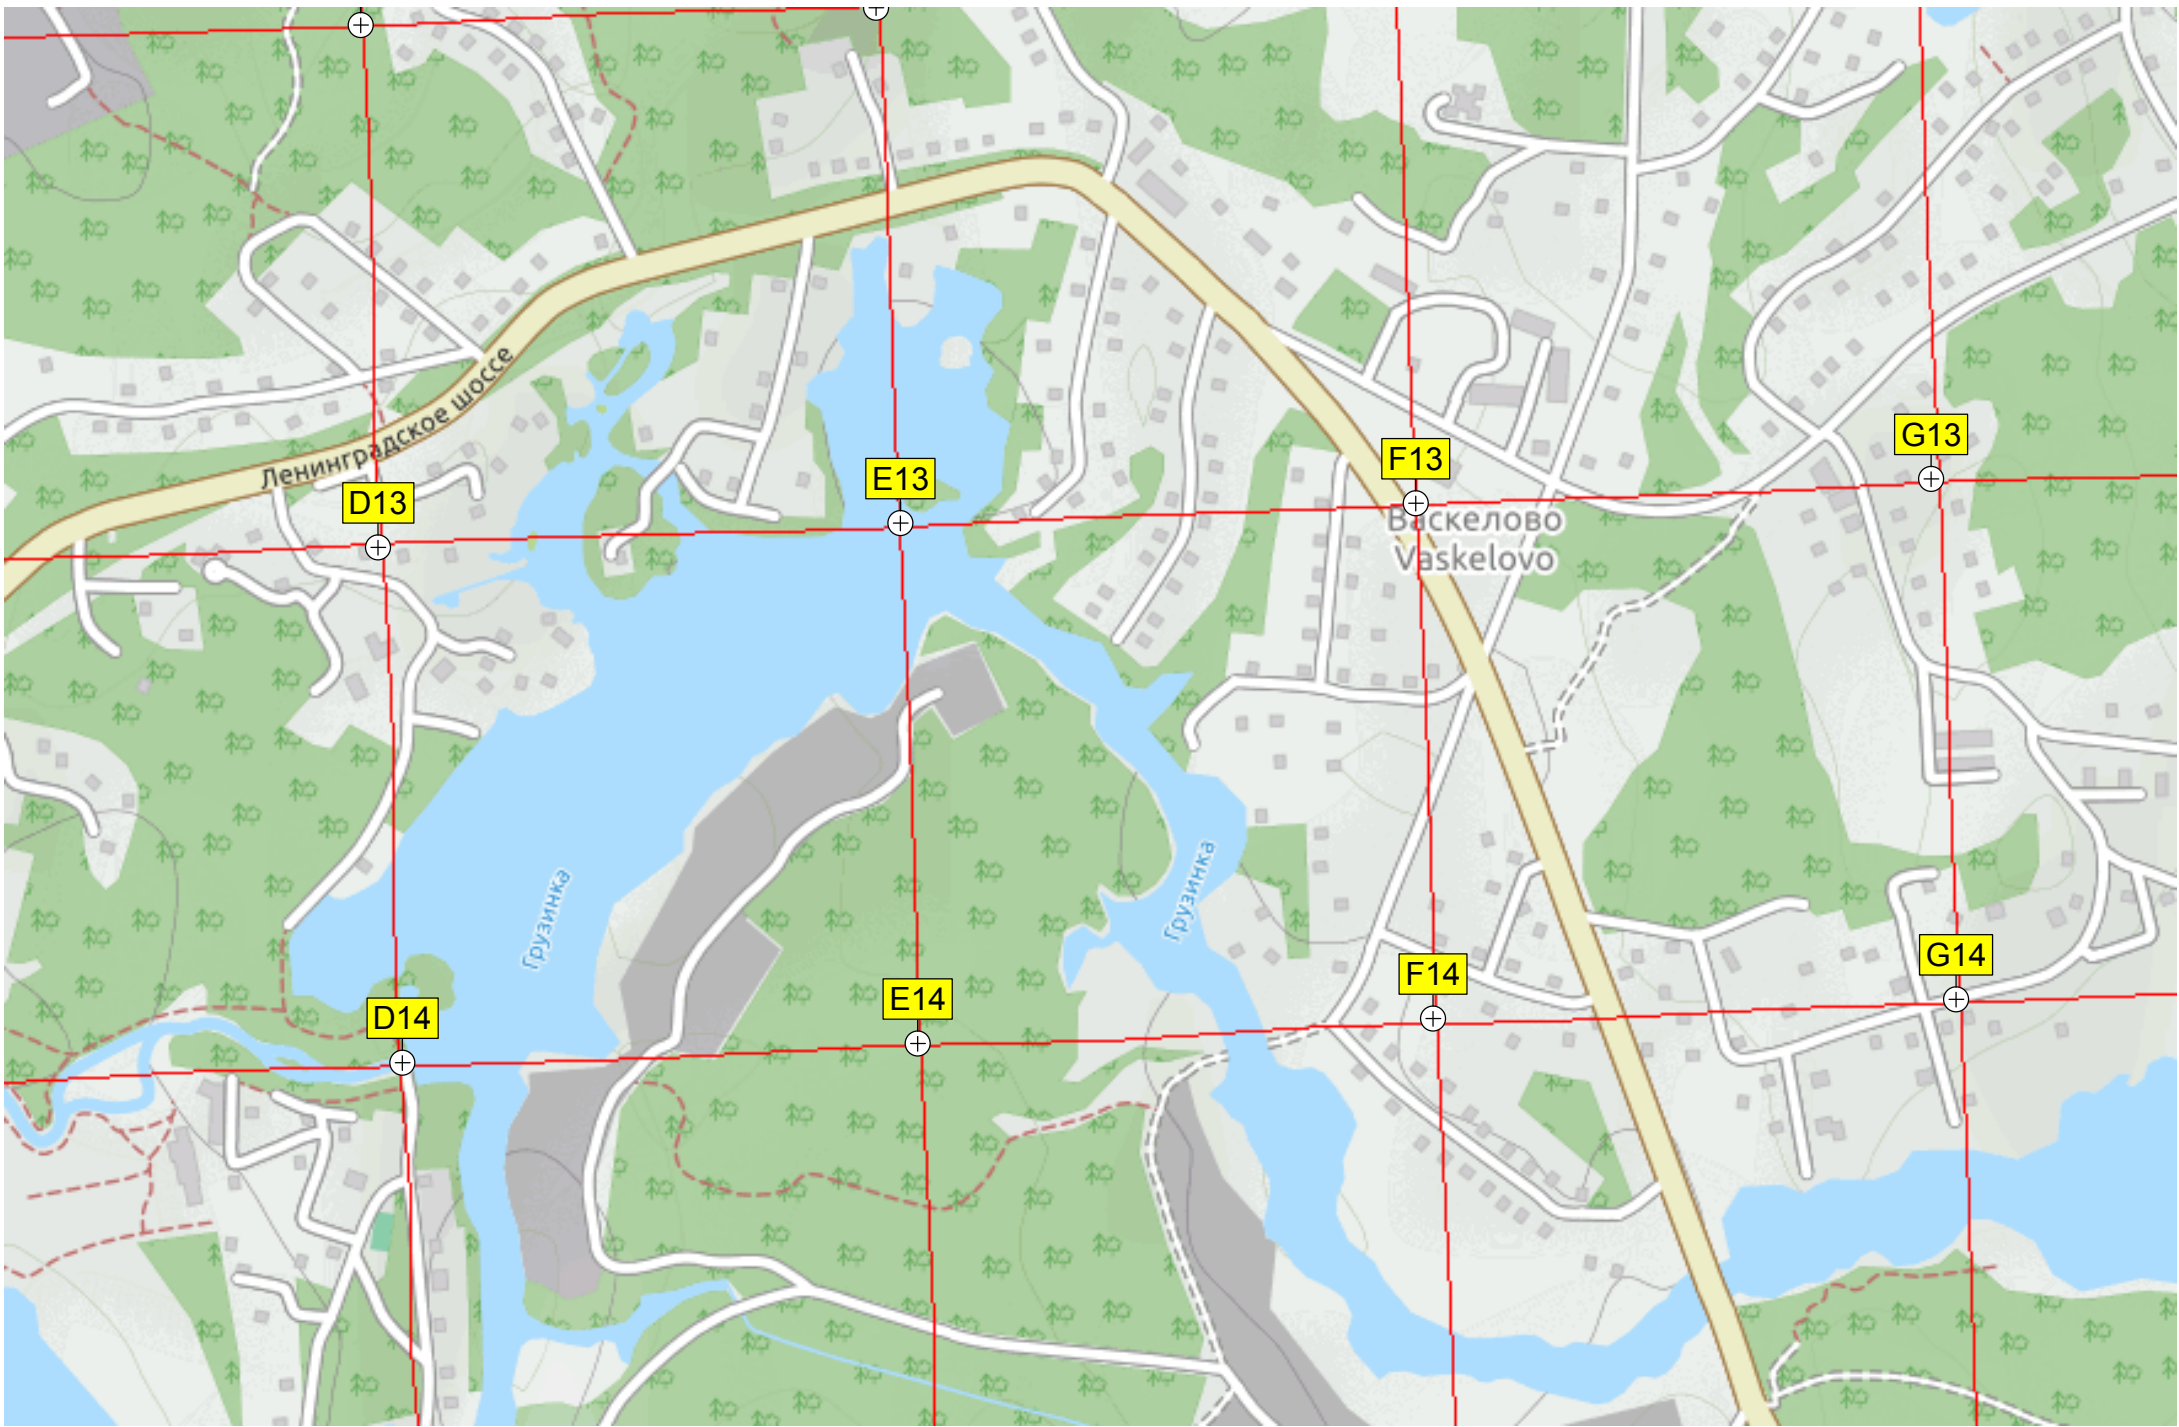 Ленинградское шоссе
G13
F13
E13
D13
Васкелово
Vaskelovo
Грузинка
Грузинка
G14
F14
E14
D14